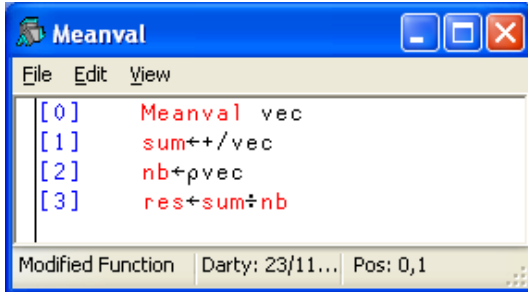 Meanval
File Edit View
[0] Meanval vec
[1] sum←+/vec
[2] nb←⍴vec
[3] res←sum÷nb
Modified Function Darty: 23/11... Pos: 0,1